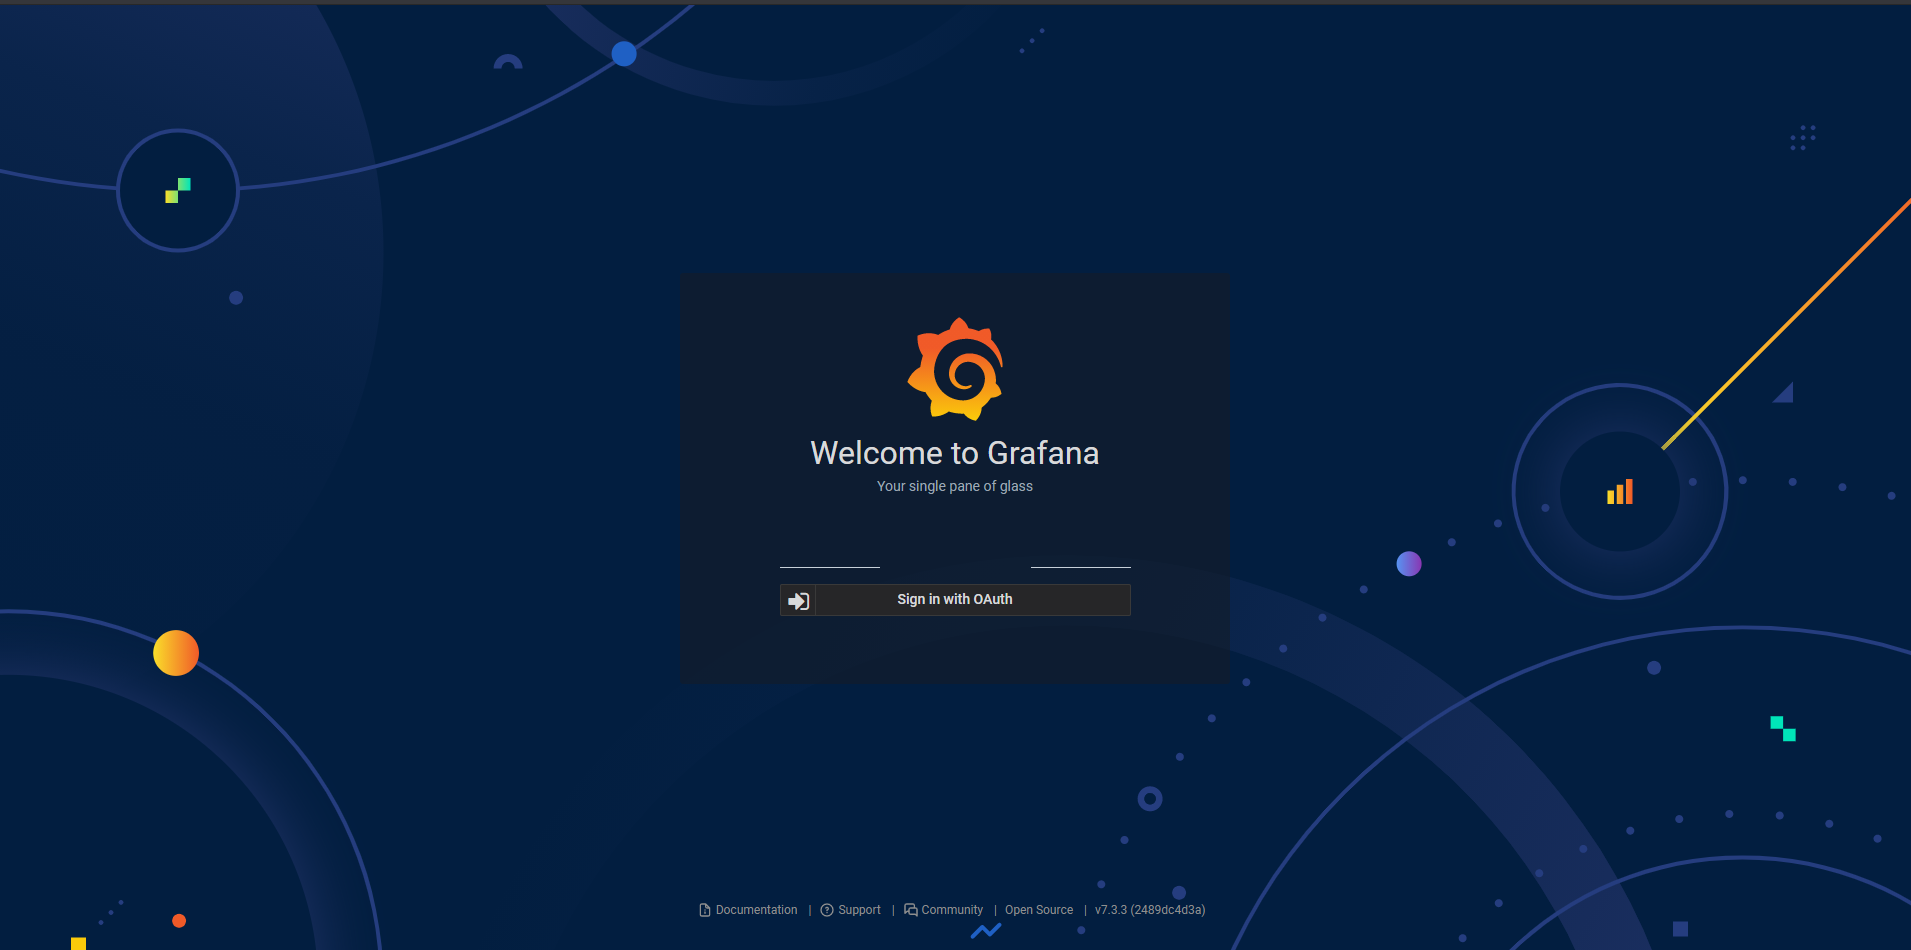 Welcome to Grafana
Your single pane of glass
Sign in with OAuth
Documentation | Support | Community | Open Source | v7.3.3 (2489dc4d3a)